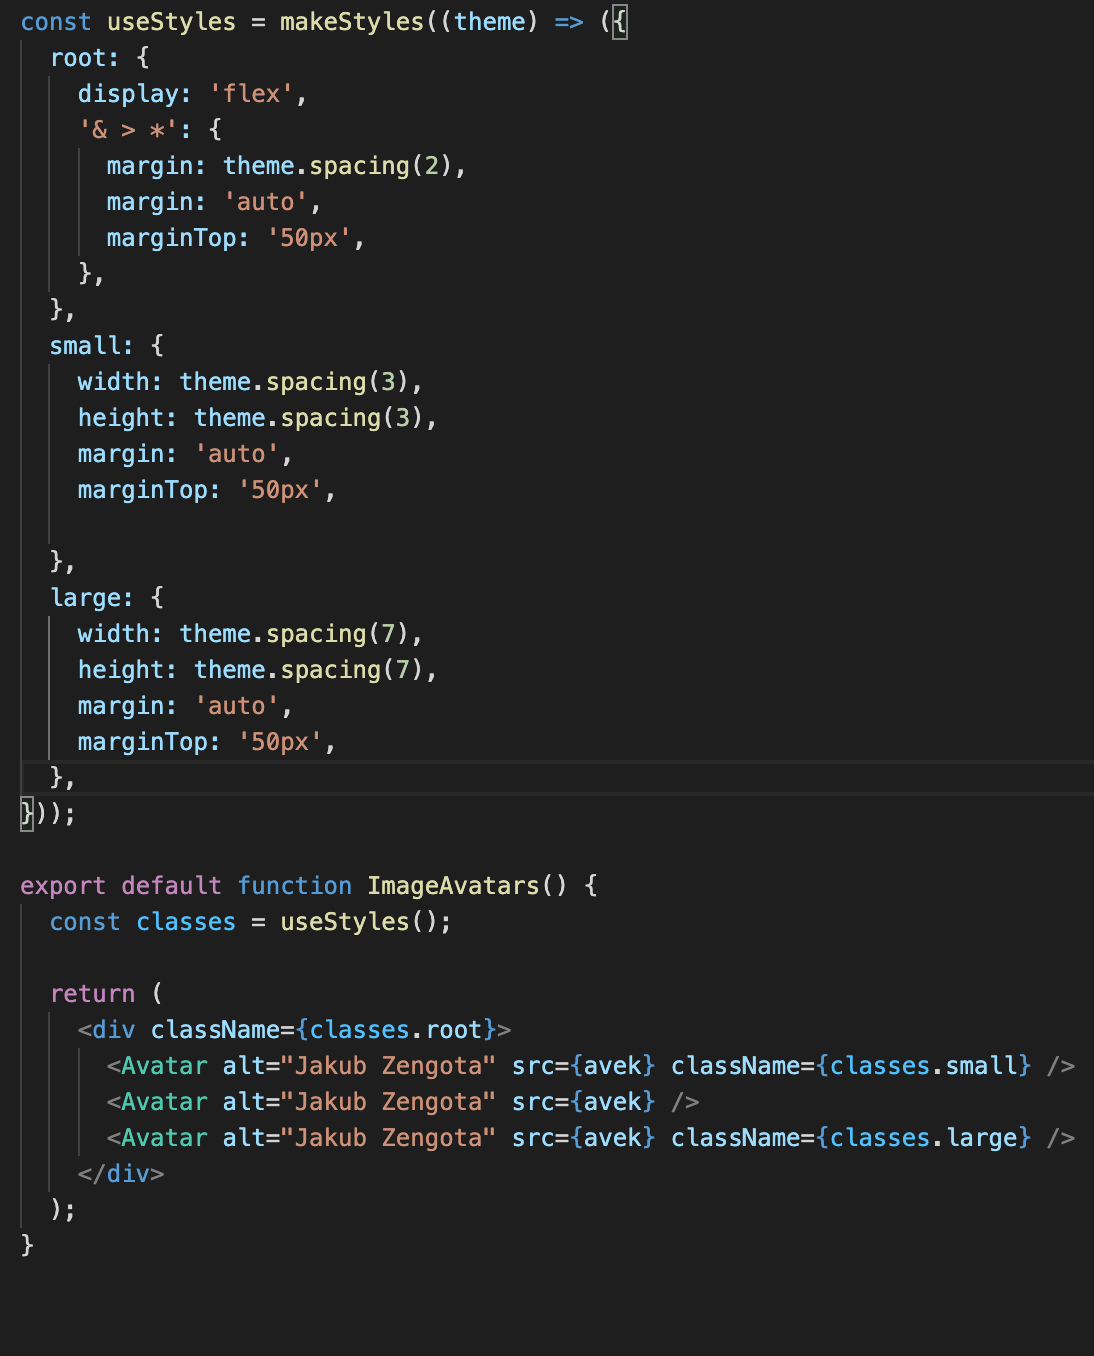 const useStyles = makeStyles((theme) => ({
  root: {
    display: 'flex',
    '& > *': {
      margin: theme.spacing(2),
      margin: 'auto',
      marginTop: '50px',
    },
  },
  small: {
    width: theme.spacing(3),
    height: theme.spacing(3),
    margin: 'auto',
    marginTop: '50px',

  },
  large: {
    width: theme.spacing(7),
    height: theme.spacing(7),
    margin: 'auto',
    marginTop: '50px',
  },
}));

export default function ImageAvatars() {
  const classes = useStyles();

  return (
    <div className={classes.root}>
      <Avatar alt="Jakub Zengota" src={avek} className={classes.small} />
      <Avatar alt="Jakub Zengota" src={avek} />
      <Avatar alt="Jakub Zengota" src={avek} className={classes.large} />
    </div>
  );
}